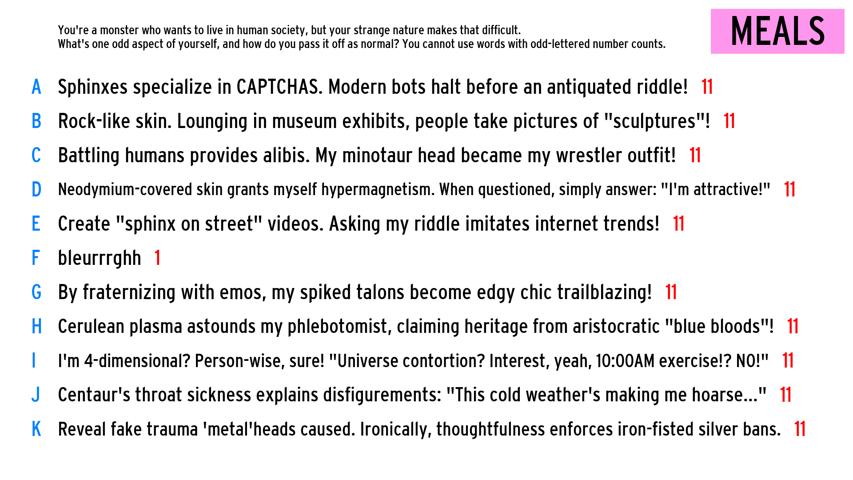 You're a monster who wants to live in human society, but your strange nature makes that difficult.
What's one odd aspect of yourself, and how do you pass it off as normal? You cannot use words with odd-lettered number counts.
MEALS
A Sphinxes specialize in CAPTCHAS. Modern bots halt before an antiquated riddle! 11
B Rock-like skin. Lounging in museum exhibits, people take pictures of "sculptures"! 11
C Battling humans provides alibis. My minotaur head became my wrestler outfit! 11
D Neodymium-covered skin grants myself hypermagnetism. When questioned, simply answer: "I'm attractive!" 11
E Create "sphinx on street" videos. Asking my riddle imitates internet trends! 11
F bleurrrghh 1
G By fraternizing with emos, my spiked talons become edgy chic trailblazing! 11
H Cerulean plasma astounds my phlebotomist, claiming heritage from aristocratic "blue bloods"! 11
I I'm 4-dimensional? Person-wise, sure! "Universe contortion? Interest, yeah, 10:00AM exercise!? NO!" 11
J Centaur's throat sickness explains disfigurements: "This cold weather's making me hoarse..." 11
K Reveal fake trauma 'metal'heads caused. Ironically, thoughtfulness enforces iron-fisted silver bans. 11